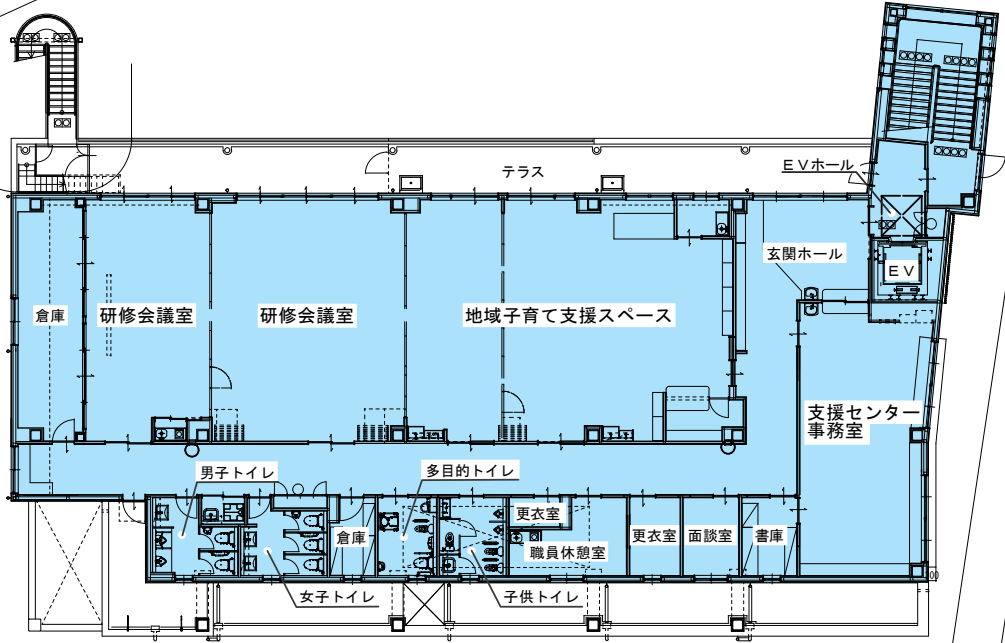 テラス
EVホール
玄関ホール
EV
倉庫
研修会議室
研修会議室
地域子育て支援スペース
支援センター
事務室
男子トイレ
多目的トイレ
更衣室
倉庫
職員休憩室
更衣室
面談室
書庫
女子トイレ
子供トイレ